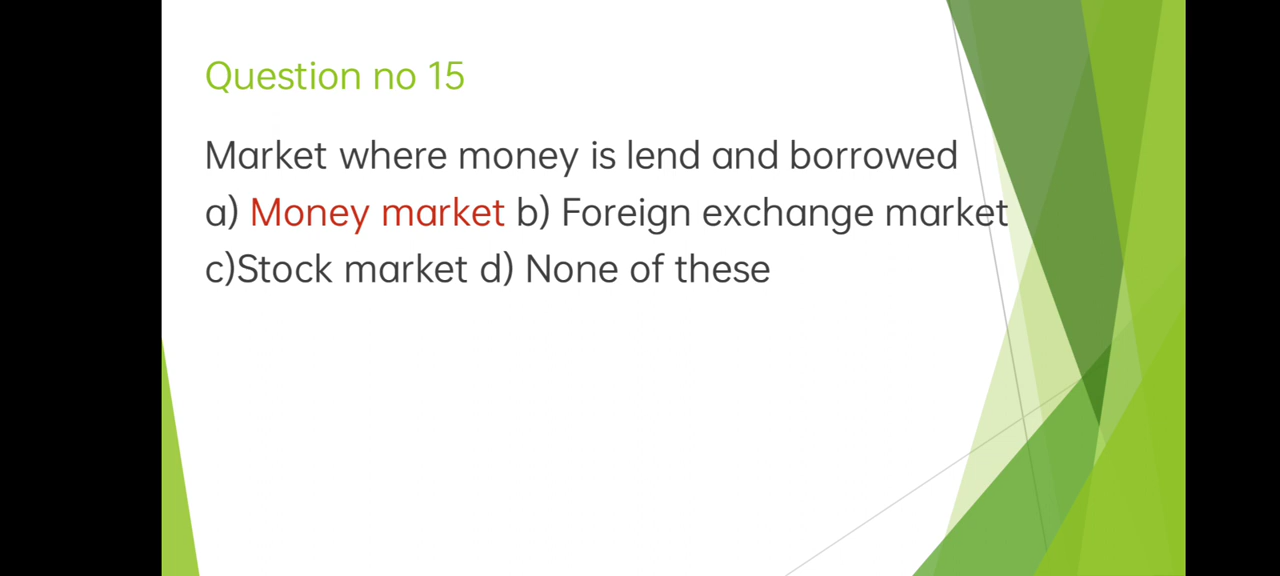 Question no 15
Market where money is lend and borrowed
a) Money market b) Foreign exchange market
c)Stock market d) None of these